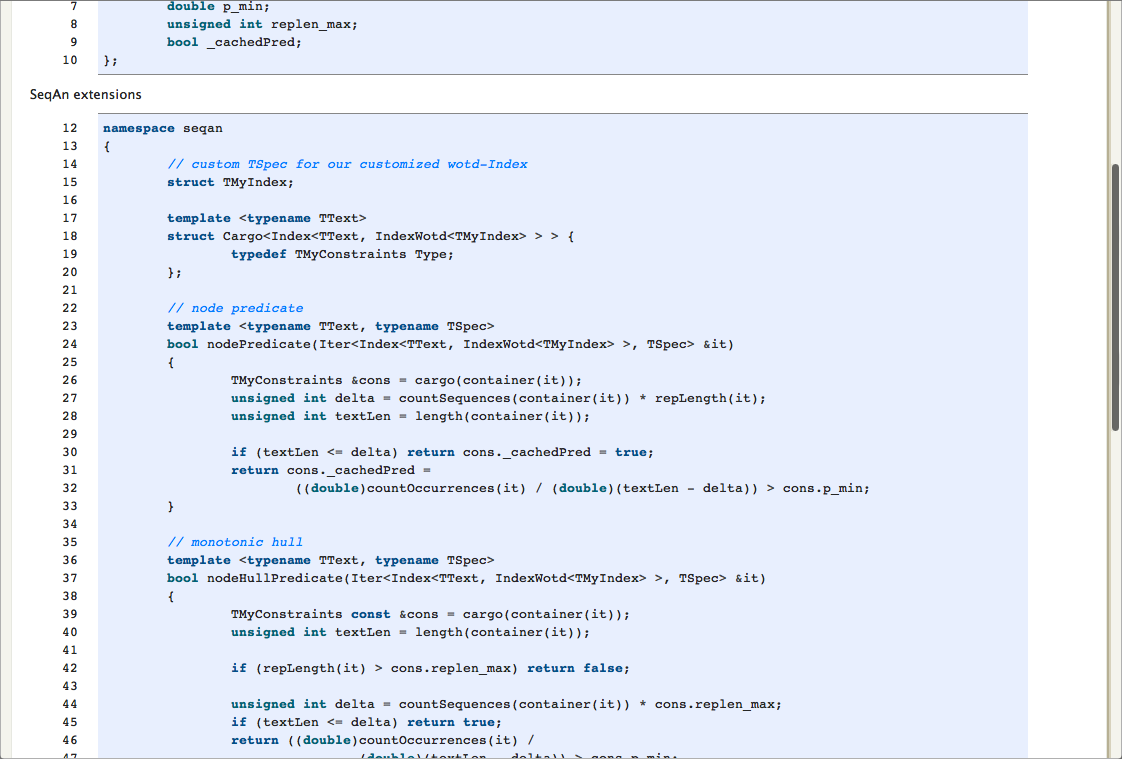 7 double p_min;
8 unsigned int replen_max;
9 bool _cachedPred;
10 };
SeqAn extensions
12 namespace seqan
13 {
14 // custom TSpec for our customized wotd-Index
15 struct TMyIndex;
16
17 template <typename TText>
18 struct Cargo<Index<TText, IndexWotd<TMyIndex> > > {
19 typedef TMyConstraints Type;
20 };
21
22 // node predicate
23 template <typename TText, typename TSpec>
24 bool nodePredicate(Iter<Index<TText, IndexWotd<TMyIndex> >, TSpec> &it)
25 {
26 TMyConstraints &cons = cargo(container(it));
27 unsigned int delta = countSequences(container(it)) * repLength(it);
28 unsigned int textLen = length(container(it));
29
30 if (textLen <= delta) return cons._cachedPred = true;
31 return cons._cachedPred =
32 ((double)countOccurrences(it) / (double)(textLen - delta)) > cons.p_min;
33 }
34
35 // monotonic hull
36 template <typename TText, typename TSpec>
37 bool nodeHullPredicate(Iter<Index<TText, IndexWotd<TMyIndex> >, TSpec> &it)
38 {
39 TMyConstraints const &cons = cargo(container(it));
40 unsigned int textLen = length(container(it));
41
42 if (repLength(it) > cons.replen_max) return false;
43
44 unsigned int delta = countSequences(container(it)) * cons.replen_max;
45 if (textLen <= delta) return true;
46 return ((double)countOccurrences(it) /
47 (double)(textLen - delta)) > cons.p_min;